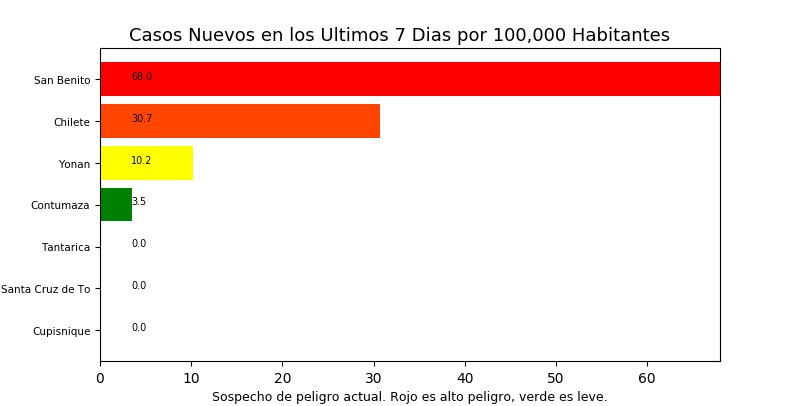 Casos Nuevos en los Ultimos 7 Dias por 100,000 Habitantes
San Benito 68.0
Chilete 30.7
Yonan 10.2
Contumaza 3.5
Tantarica 0.0
Santa Cruz de To 0.0
Cupisnique 0.0
0 10 20 30 40 50 60
Sospecho de peligro actual. Rojo es alto peligro, verde es leve.